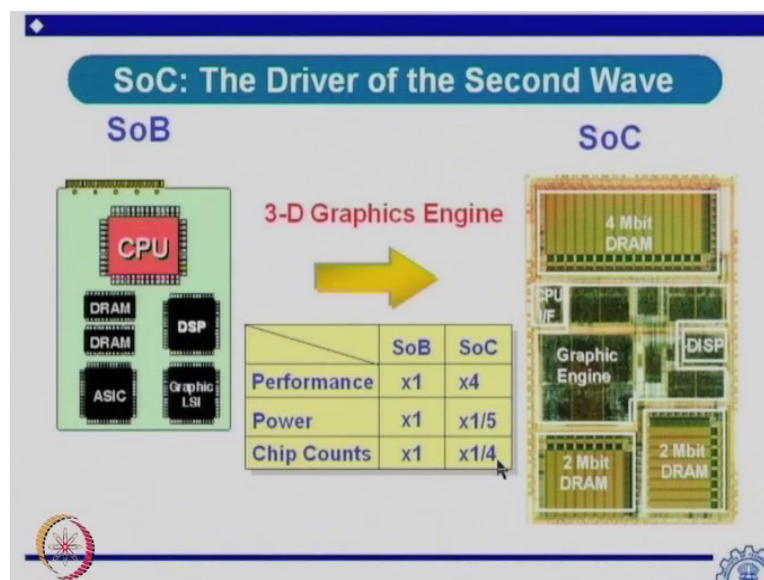 SoC: The Driver of the Second Wave
SoB
SoC
3-D Graphics Engine
CPU
DRAM
DRAM
DSP
ASIC
Graphic
LSI
SoB SoC
Performance x1 x4
Power x1 x1/5
Chip Counts x1 x1/4
4 Mbit
DRAM
CPU
I/F
Graphic
Engine
DISP
2 Mbit
DRAM
2 Mbit
DRAM